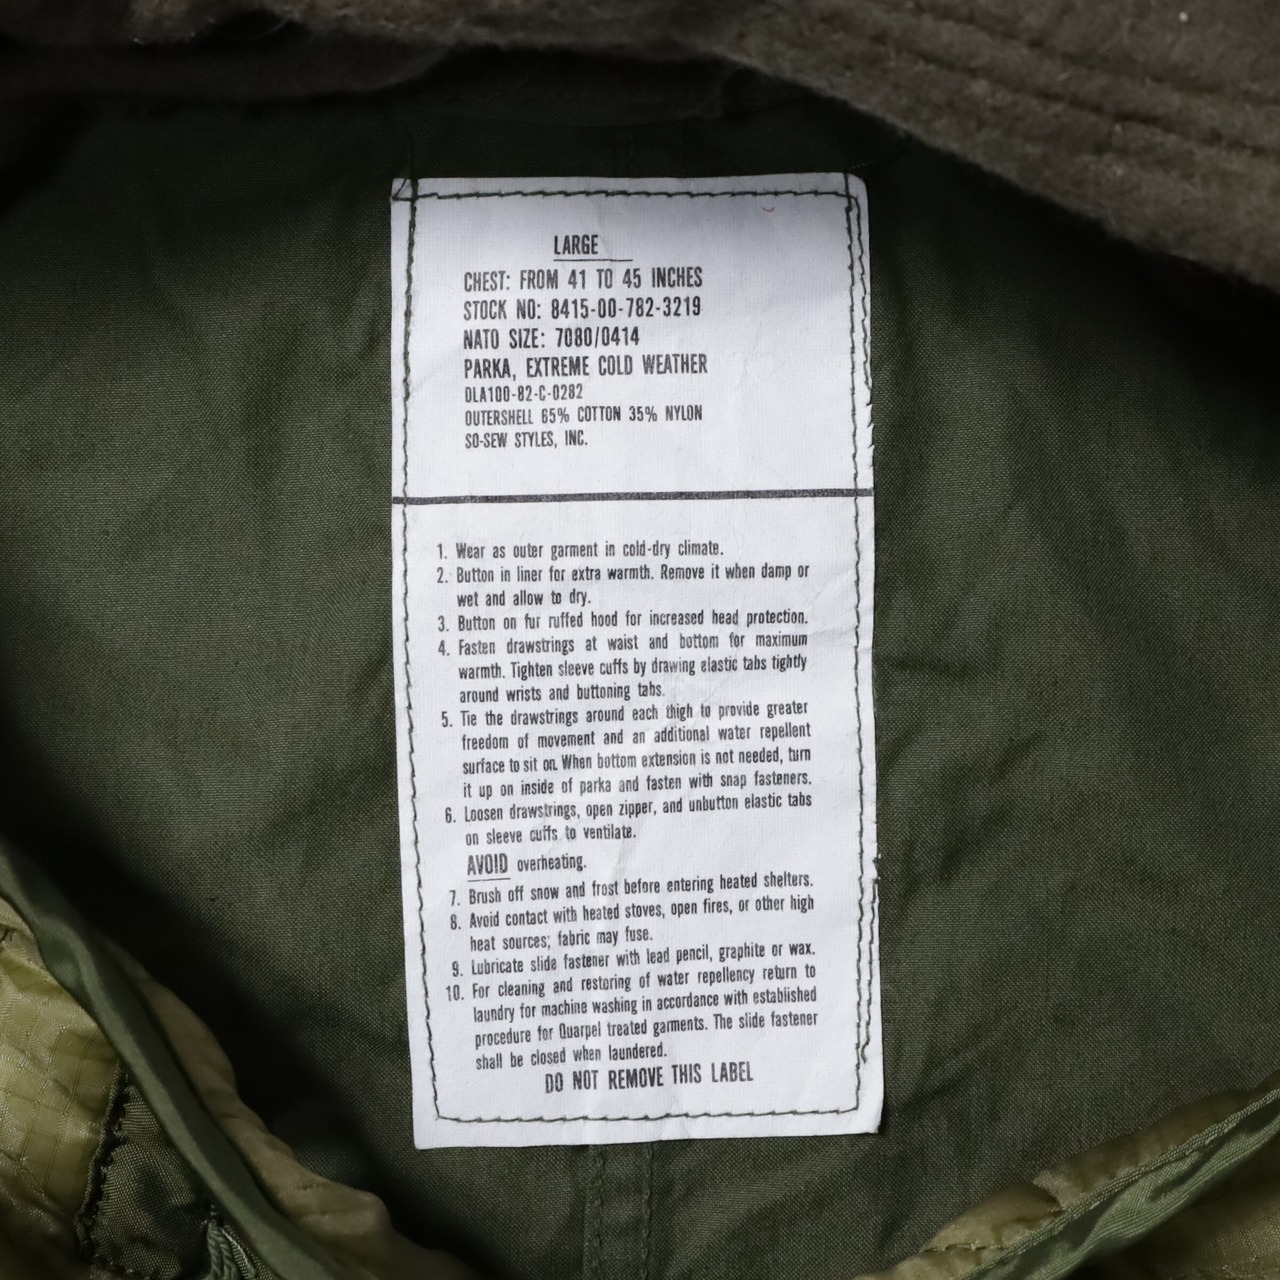 LARGE
CHEST: FROM 41 TO 45 INCHES
STOCK NO: 8415-00-782-3219
NATO SIZE: 7080/0414
PARKA, EXTREME COLD WEATHER
DLA100-82-C-0282
OUTERSHELL 65% COTTON 35% NYLON
SO-SEW STYLES, INC.
1. Wear as outer garment in cold-dry climate.
2. Button in liner for extra warmth. Remove it when damp or
wet and allow to dry.
3. Button on fur ruffed hood for increased head protection.
4. Fasten drawstrings at waist and bottom for maximum
warmth. Tighten sleeve cuffs by drawing elastic tabs tightly
around wrists and buttoning tabs.
5. Tie the drawstrings around each thigh to provide greater
freedom of movement and an additional water repellent
surface to sit on. When bottom extension is not needed, turn
it up on inside of parka and fasten with snap fasteners.
6. Loosen drawstrings, open zipper, and unbutton elastic tabs
on sleeve cuffs to ventilate.
AVOID overheating.
7. Brush off snow and frost before entering heated shelters.
8. Avoid contact with heated stoves, open fires, or other high
heat sources; fabric may fuse.
9. Lubricate slide fastener with lead pencil, graphite or wax.
10. For cleaning and restoring of water repellency return to
laundry for machine washing in accordance with established
procedure for Quarpel treated garments. The slide fastener
shall be closed when laundered.
DO NOT REMOVE THIS LABEL